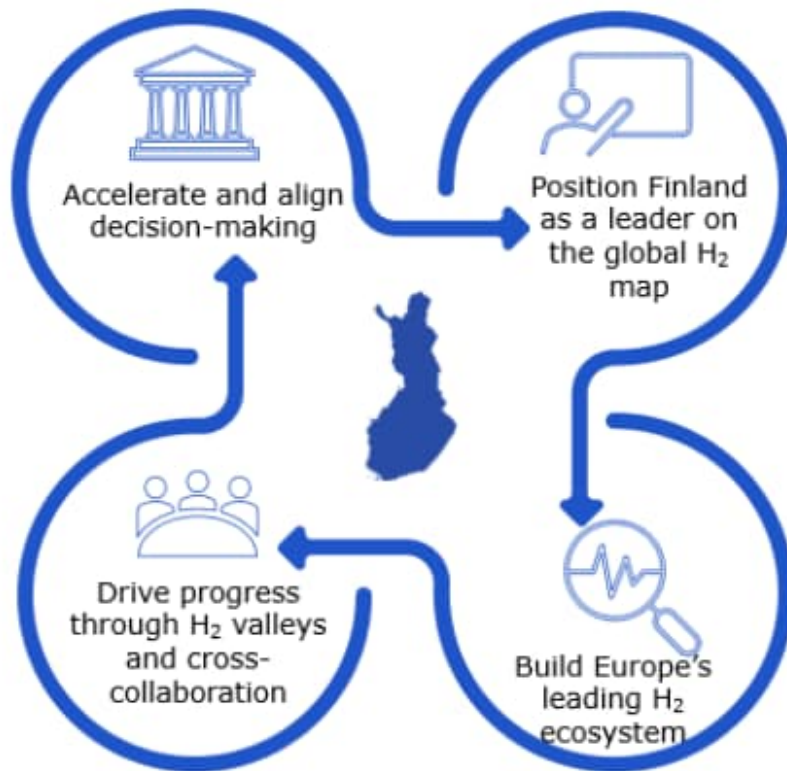 Accelerate and align
decision-making
Position Finland
as a leader on
the global H₂
map
Drive progress
through H₂ valleys
and cross-
collaboration
Build Europe's
leading H₂
ecosystem